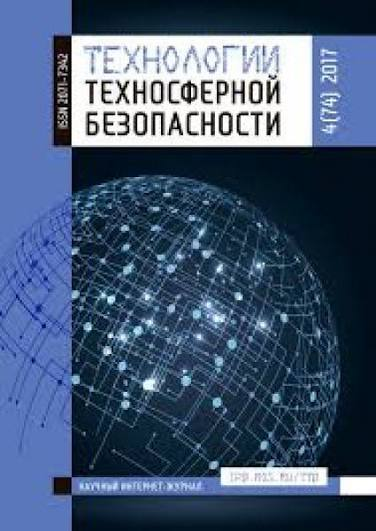 ISSN 2071-7342
ТЕХНОЛОГИИ
ТЕХНОСФЕРНОЙ
БЕЗОПАСНОСТИ
4(74) 2017
НАУЧНЫЙ ИНТЕРНЕТ-ЖУРНАЛ